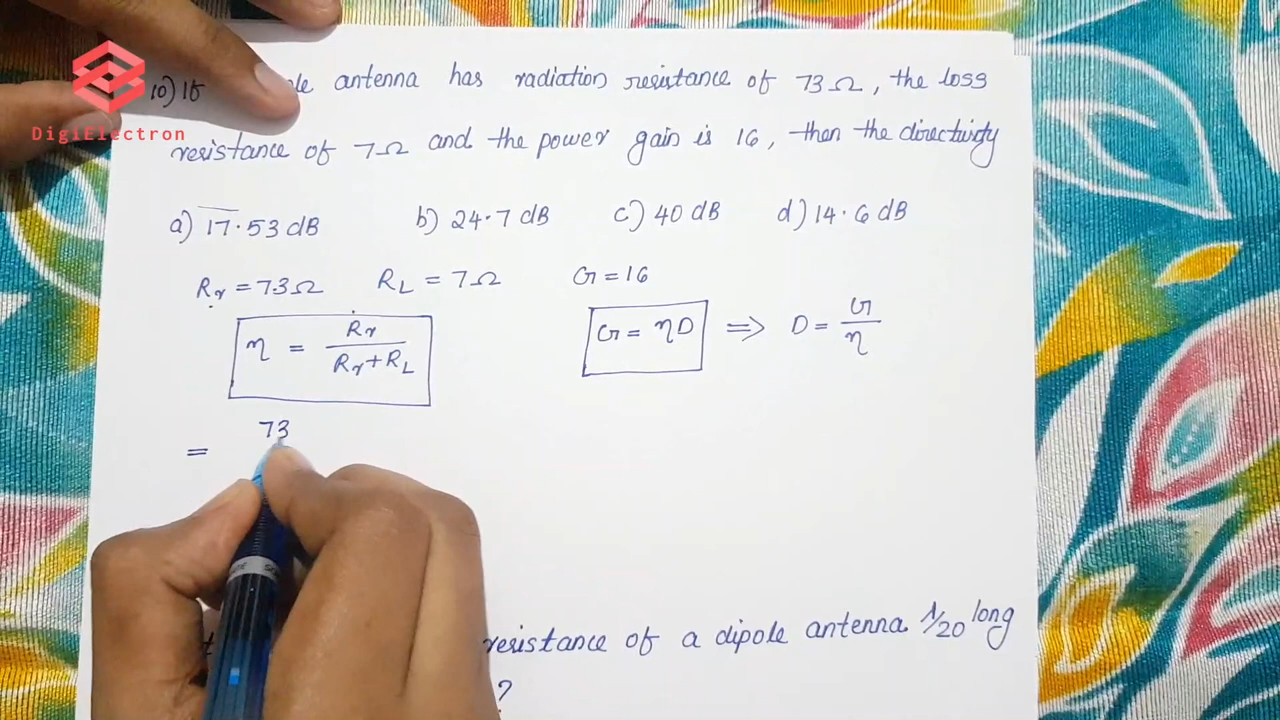 10) If ole antenna has radiation resistance of 73Ω, the loss
DigiElectron
resistance of 7Ω and the power gain is 16, then the directivity
a) 17.53 dB b) 24.7 dB c) 40 dB d) 14.6 dB
Rr = 73Ω RL = 7Ω G = 16
η = Rr / Rr+RL G = ηD ⟹ D = G / η
= 73
resistance of a dipole antenna λ/20 long
?